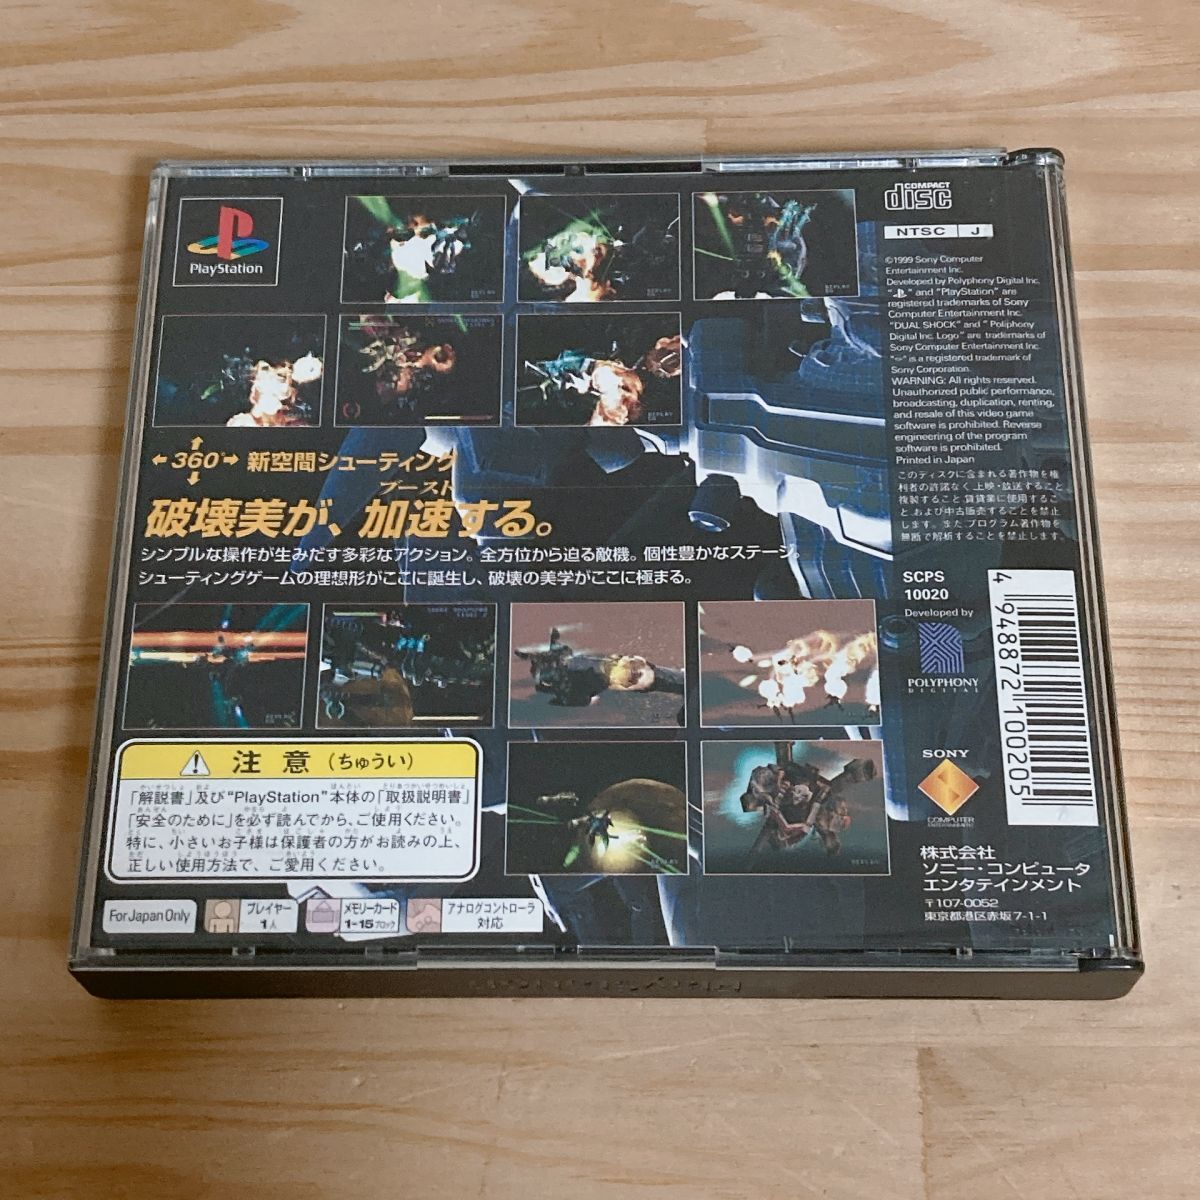 PlayStation
COMPACT
disc
NTSC J
©1999 Sony Computer
Entertainment Inc.
Developed by Polyphony Digital Inc.
" " and "PlayStation" are
registered trademarks of Sony
Computer Entertainment Inc.
"DUAL SHOCK" and " Poliphony
Digital Inc. Logo" are trademarks of
Sony Computer Entertainment Inc.
" " is a registered trademark of
Sony Corporation.
WARNING: All rights reserved.
Unauthorized public performance,
broadcasting, duplication, renting,
and resale of this video game
software is prohibited. Reverse
engineering of the program
software is prohibited.
Printed in Japan
このディスクに含まれる著作物を権
利者の許諾なく上映・放送すること
複製すること 賃貸業に使用するこ
と、および中古販売することを禁止
します。また プログラム著作物を
無断で解析することを禁止します。
360° 新空間シューティング
ブースト
破壊美が、加速する。
シンプルな操作が生みだす多彩なアクション。全方位から迫る敵機。個性豊かなステージ。
シューティングゲームの理想形がここに誕生し、破壊の美学がここに極まる。
SCPS
10020
Developed by
POLYPHONY
DIGITAL
4 948872 100205
SONY
COMPUTER
ENTERTAINMENT
株式会社
ソニー・コンピュータ
エンタテインメント
〒107-0052
東京都港区赤坂7-1-1
注意(ちゅうい)
「解説書」及び"PlayStation"本体の「取扱説明書」
「安全のために」を必ず読んでから、ご使用ください。
特に、小さいお子様は保護者の方がお読みの上、
正しい使用方法で、ご愛用ください。
For Japan Only
プレイヤー
1人
メモリーカード
1-15ブロック
アナログコントローラ
対応
PlayStation